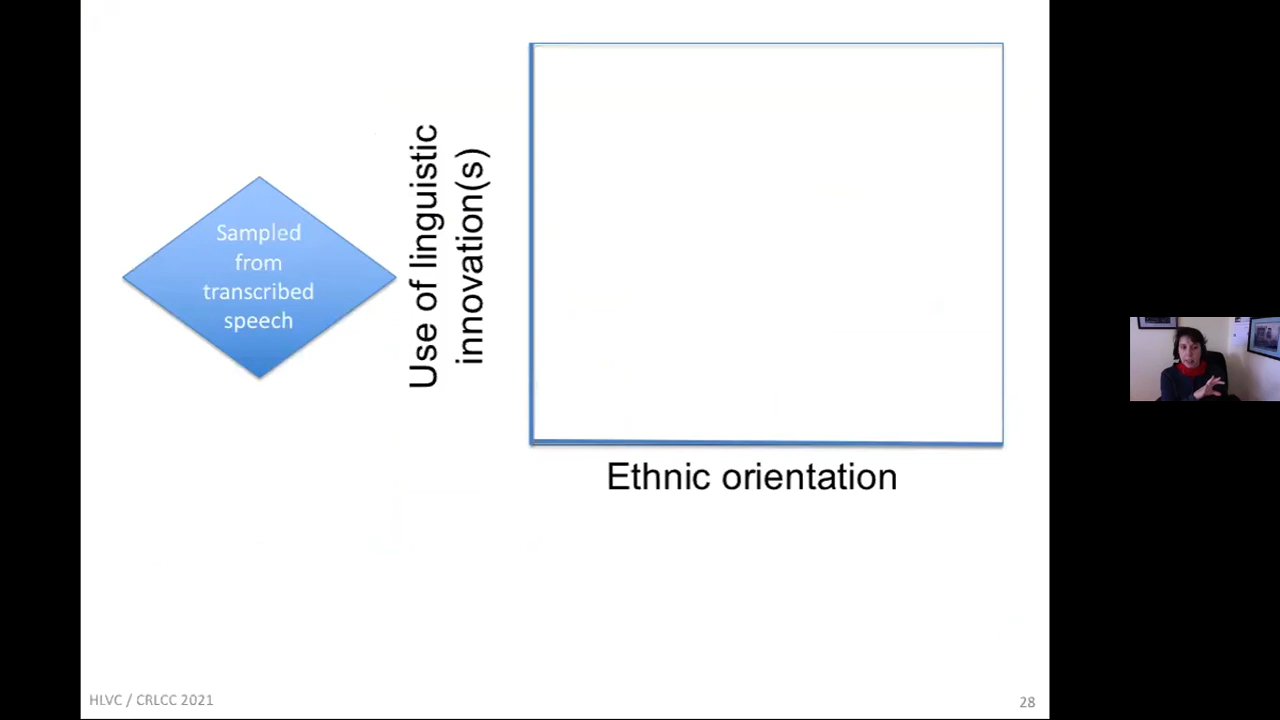 Sampled
from
transcribed
speech
Use of linguistic
innovation(s)
Ethnic orientation
HLVC / CRLCC 2021
28